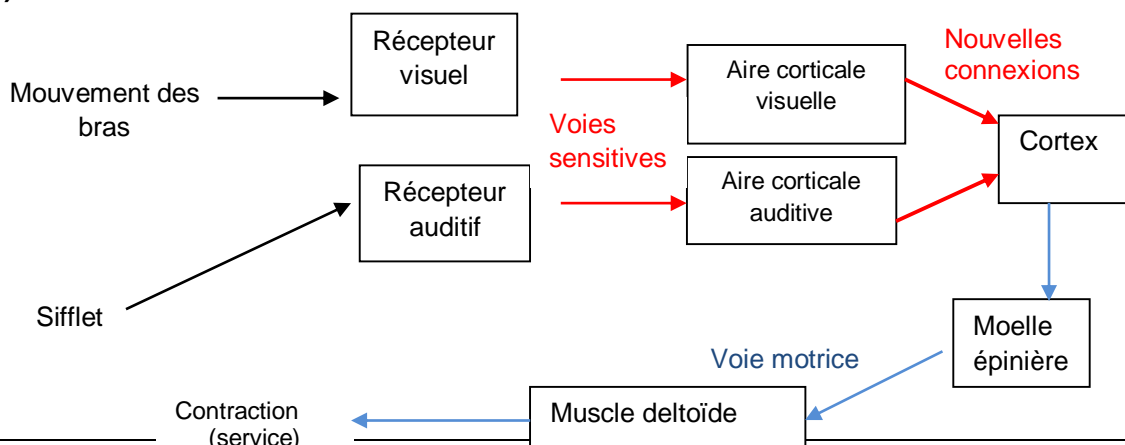 Récepteur
visuel
Mouvement des
bras
Voies
sensitives
Aire corticale
visuelle
Nouvelles
connexions
Cortex
Récepteur
auditif
Aire corticale
auditive
Sifflet
Moelle
épinière
Voie motrice
Muscle deltoïde
Contraction
(service)